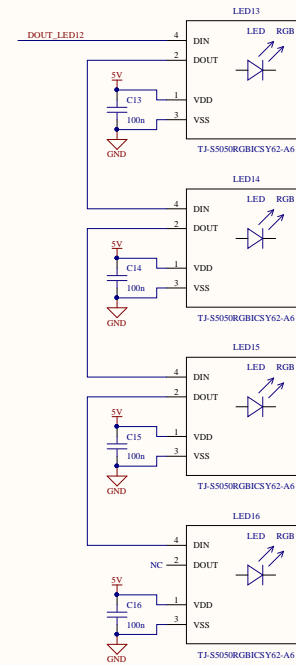 LED13
DOUT_LED12
4
DIN
LED RGB
2
DOUT
5V
C13
1
VDD
100n
3
VSS
GND
TJ-S5050RGBICSY62-A6
LED14
4
DIN
LED RGB
2
DOUT
5V
C14
1
VDD
100n
3
VSS
GND
TJ-S5050RGBICSY62-A6
LED15
4
DIN
LED RGB
2
DOUT
5V
C15
1
VDD
100n
3
VSS
GND
TJ-S5050RGBICSY62-A6
LED16
4
DIN
LED RGB
NC
2
DOUT
5V
C16
1
VDD
100n
3
VSS
GND
TJ-S5050RGBICSY62-A6